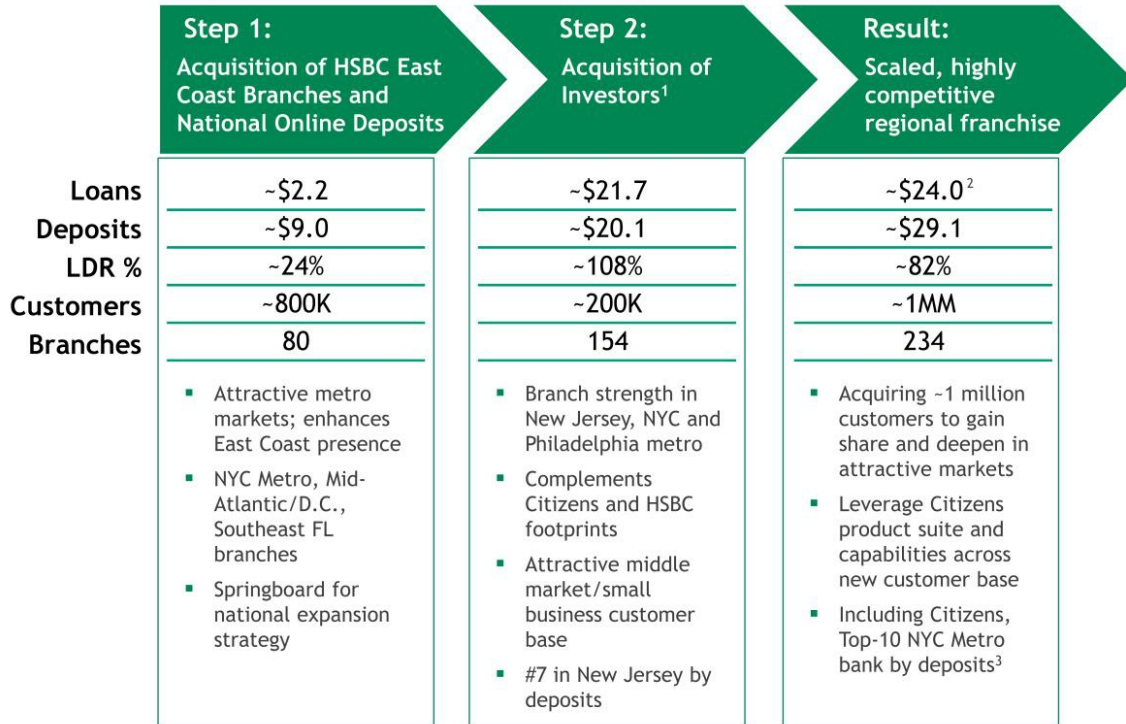 Step 1:
Acquisition of HSBC East
Coast Branches and
National Online Deposits
Step 2:
Acquisition of
Investors¹
Result:
Scaled, highly
competitive
regional franchise
Loans ~$2.2 ~$21.7 ~$24.0²
Deposits ~$9.0 ~$20.1 ~$29.1
LDR % ~24% ~108% ~82%
Customers ~800K ~200K ~1MM
Branches 80 154 234
▪ Attractive metro
markets; enhances
East Coast presence
▪ NYC Metro, Mid-
Atlantic/D.C.,
Southeast FL
branches
▪ Springboard for
national expansion
strategy
▪ Branch strength in
New Jersey, NYC and
Philadelphia metro
▪ Complements
Citizens and HSBC
footprints
▪ Attractive middle
market/small
business customer
base
▪ #7 in New Jersey by
deposits
▪ Acquiring ~1 million
customers to gain
share and deepen in
attractive markets
▪ Leverage Citizens
product suite and
capabilities across
new customer base
▪ Including Citizens,
Top-10 NYC Metro
bank by deposits³